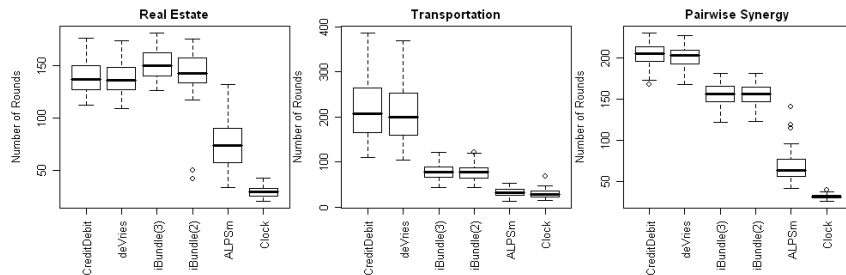 Real Estate
Number of Rounds
150
100
50
CreditDebit
deVries
iBundle(3)
iBundle(2)
ALPSm
Clock
Transportation
Number of Rounds
400
300
200
100
0
CreditDebit
deVries
iBundle(3)
iBundle(2)
ALPSm
Clock
Pairwise Synergy
Number of Rounds
200
150
100
50
CreditDebit
deVries
iBundle(3)
iBundle(2)
ALPSm
Clock